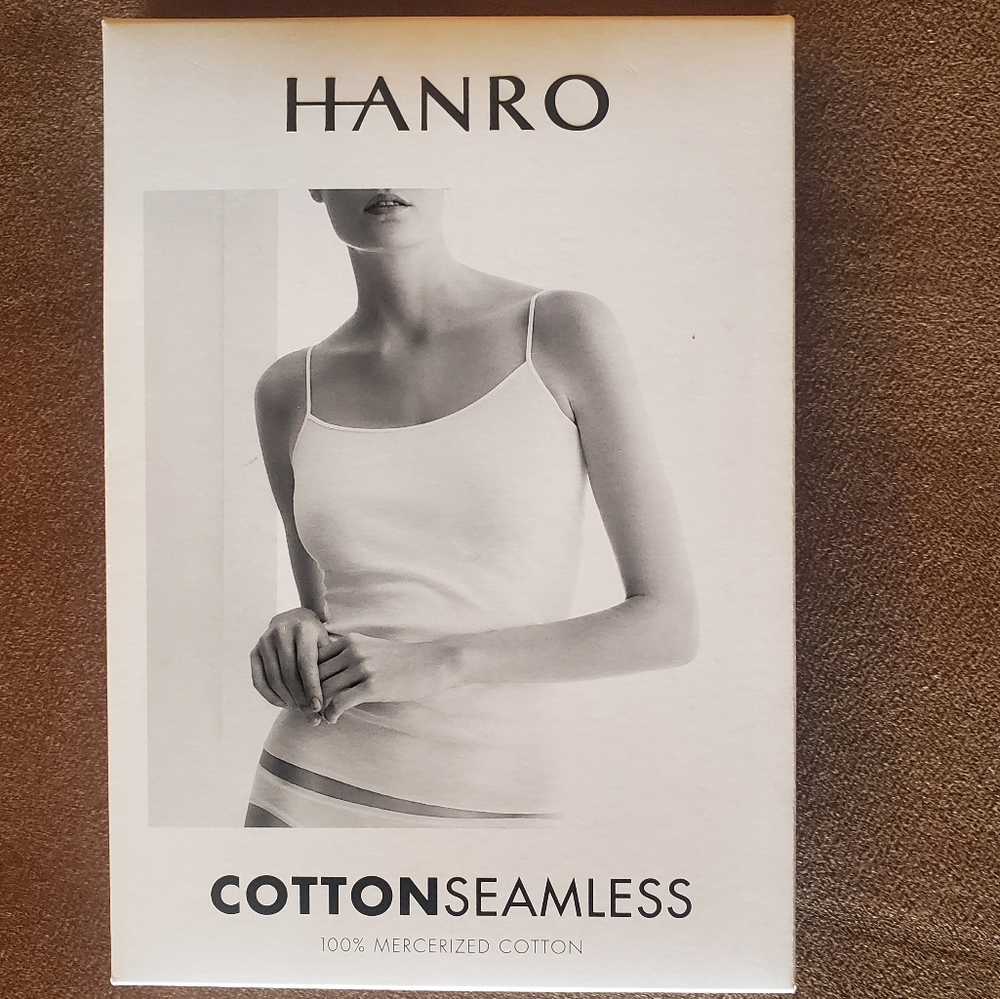 HANRO
COTTONSEAMLESS
100% MERCERIZED COTTON